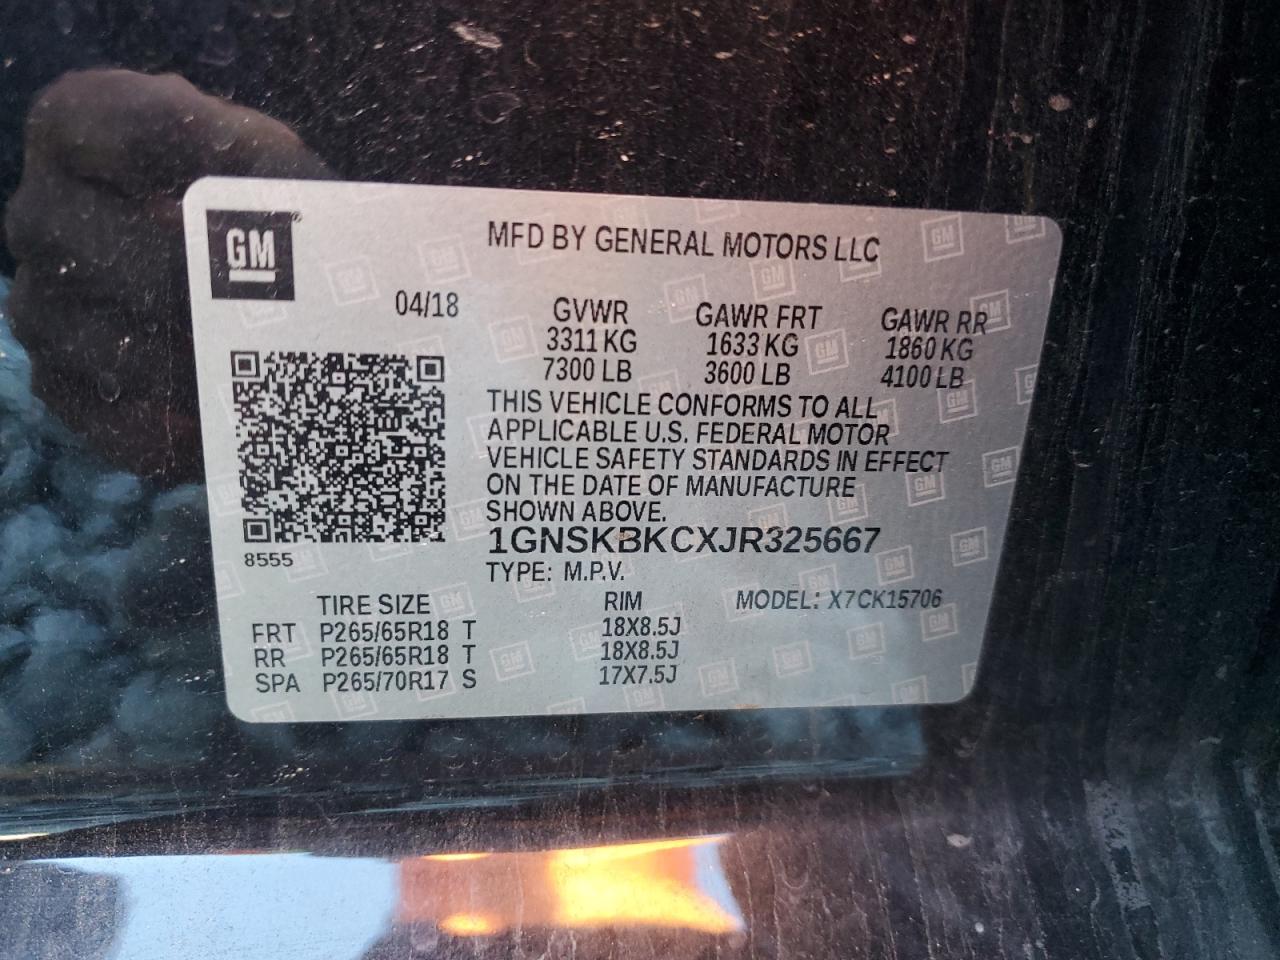 GM
MFD BY GENERAL MOTORS LLC
04/18 GVWR GAWR FRT GAWR RR
3311 KG 1633 KG 1860 KG
7300 LB 3600 LB 4100 LB
THIS VEHICLE CONFORMS TO ALL
APPLICABLE U.S. FEDERAL MOTOR
VEHICLE SAFETY STANDARDS IN EFFECT
ON THE DATE OF MANUFACTURE
SHOWN ABOVE.
1GNSKBKCXJR325667
8555
TYPE: M.P.V.
TIRE SIZE RIM MODEL: X7CK15706
FRT P265/65R18 T 18X8.5J
RR P265/65R18 T 18X8.5J
SPA P265/70R17 S 17X7.5J